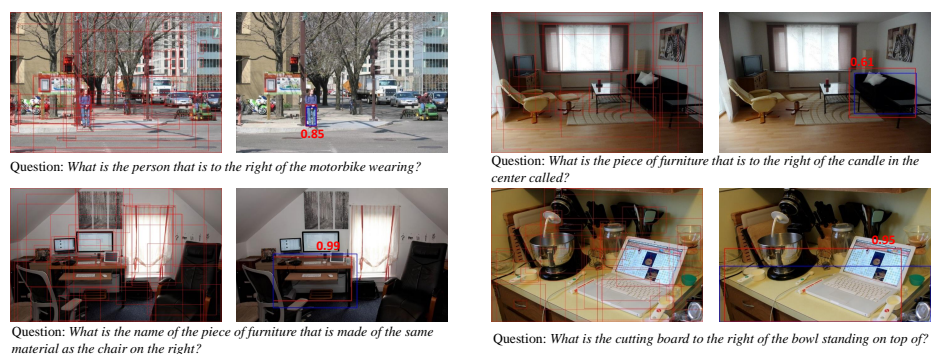 0.85
Question: What is the person that is to the right of the motorbike wearing?
Question: What is the piece of furniture that is to the right of the candle in the
center called?
0.99
Question: What is the name of the piece of furniture that is made of the same
material as the chair on the right?
0.95
Question: What is the cutting board to the right of the bowl standing on top of?